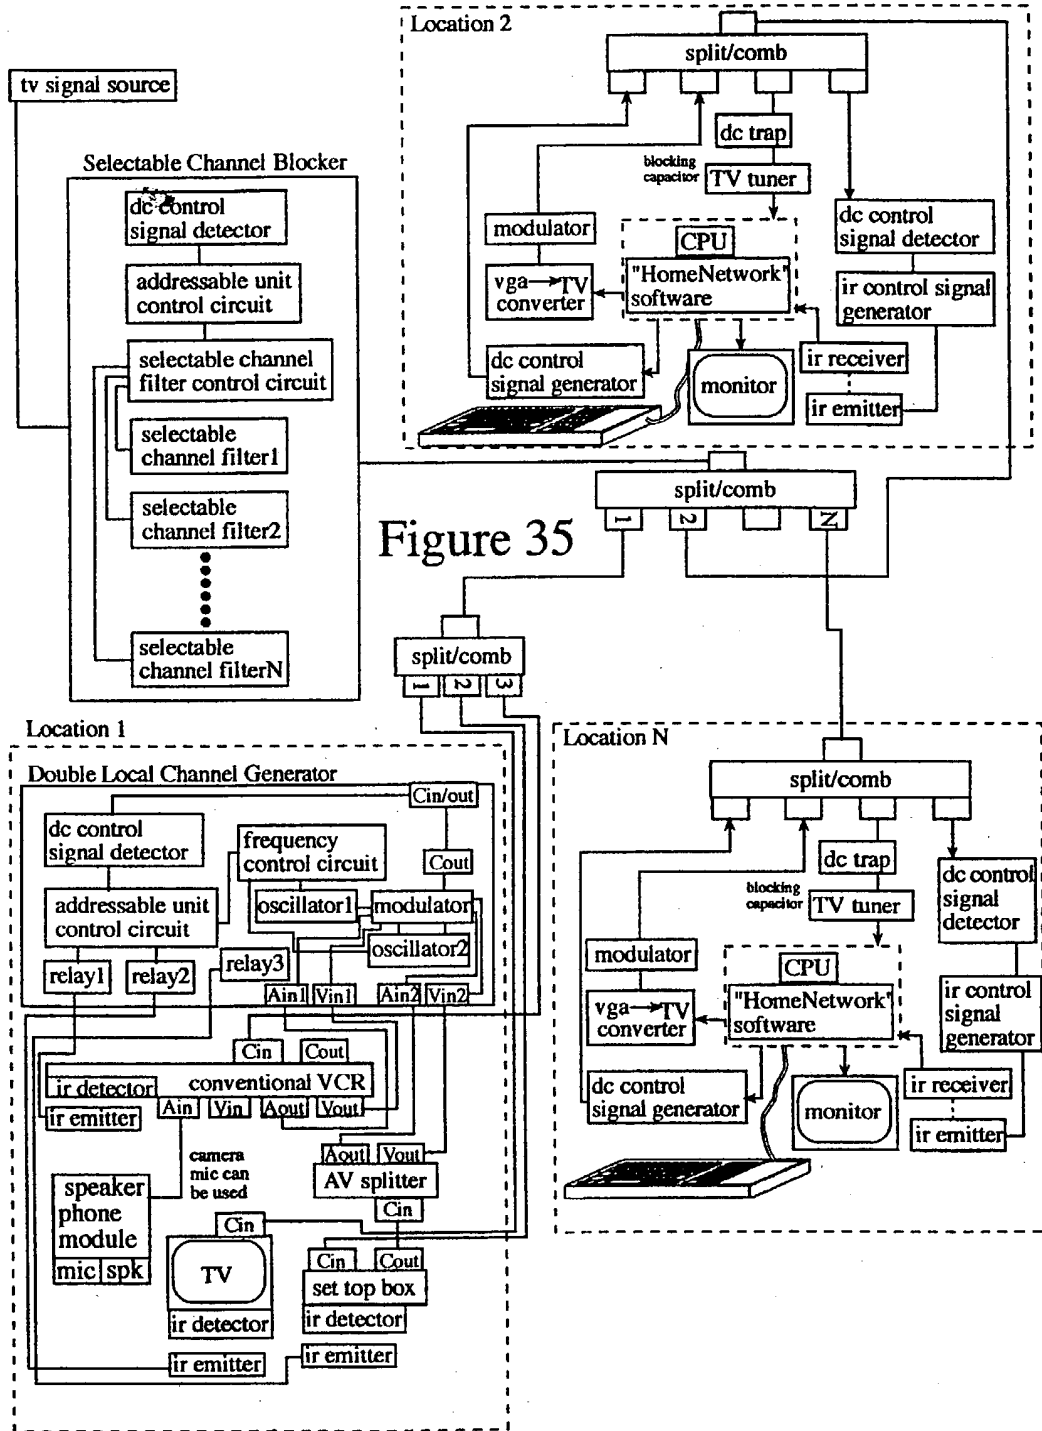 Location 2
split/comb
tv signal source
dc trap
blocking
capacitor
TV tuner
Selectable Channel Blocker
dc control
signal detector
addressable unit
control circuit
selectable channel
filter control circuit
selectable
channel filter1
selectable
channel filter2
selectable
channel filterN
modulator
CPU
"HomeNetwork"
software
vga→TV
converter
dc control
signal detector
ir control signal
generator
dc control
signal generator
monitor
ir receiver
ir emitter
split/comb
1 2 N
Figure 35
split/comb
1 2 3
Location 1
Double Local Channel Generator
Cin/out
dc control
signal detector
frequency
control circuit
Cout
addressable unit
control circuit
oscillator1
modulator
oscillator2
relay1
relay2
relay3
Ain1 Vin1 Ain2 Vin2
Cin Cout
ir detector
conventional VCR
Ain Vin Aout Vout
ir emitter
camera
mic can
be used
Aout Vout
AV splitter
Cin
speaker
phone
module
mic spk
Cin
TV
ir detector
Cin Cout
set top box
ir detector
ir emitter
ir emitter
Location N
split/comb
dc trap
blocking
capacitor
TV tuner
dc control
signal
detector
modulator
CPU
"HomeNetwork"
software
vga→TV
converter
ir control
signal
generator
dc control
signal generator
monitor
ir receiver
ir emitter